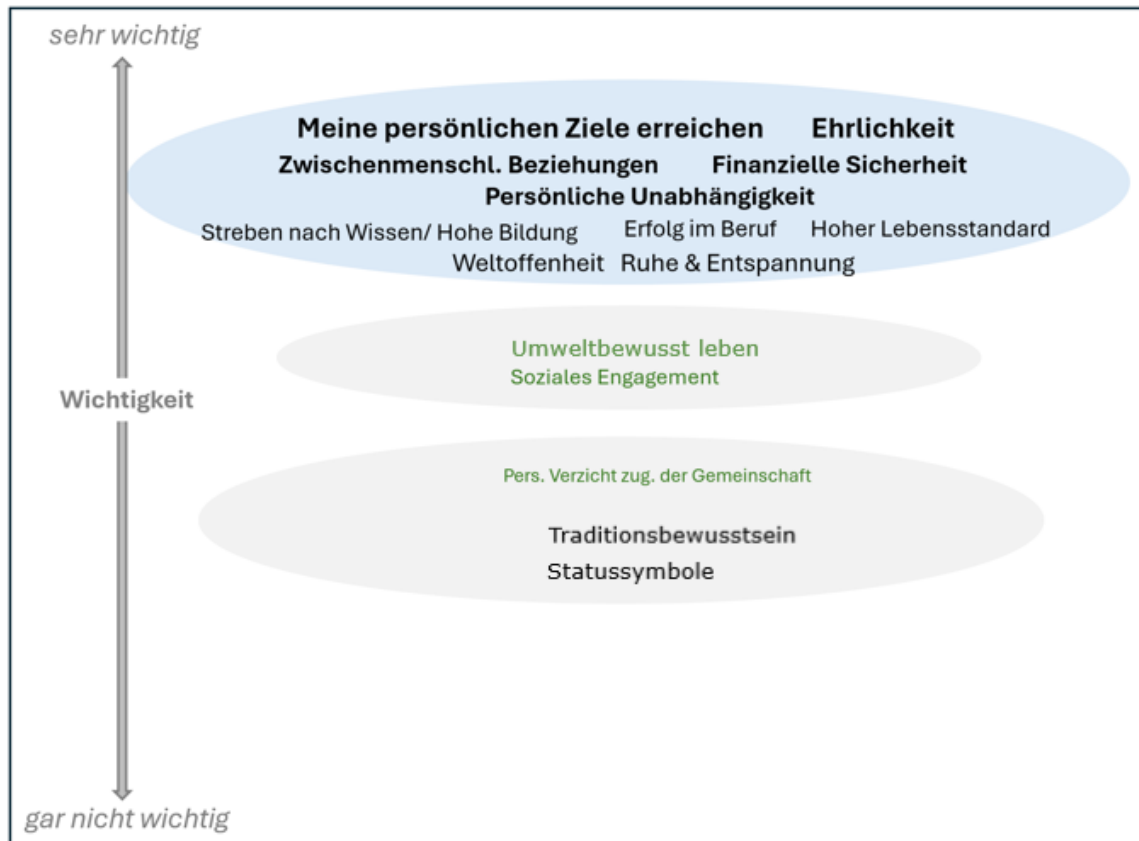 sehr wichtig
Meine persönlichen Ziele erreichen Ehrlichkeit
Zwischenmenschl. Beziehungen Finanzielle Sicherheit
Persönliche Unabhängigkeit
Streben nach Wissen/ Hohe Bildung Erfolg im Beruf Hoher Lebensstandard
Weltoffenheit Ruhe & Entspannung
Umweltbewusst leben
Soziales Engagement
Wichtigkeit
Pers. Verzicht zug. der Gemeinschaft
Traditionsbewusstsein
Statussymbole
gar nicht wichtig